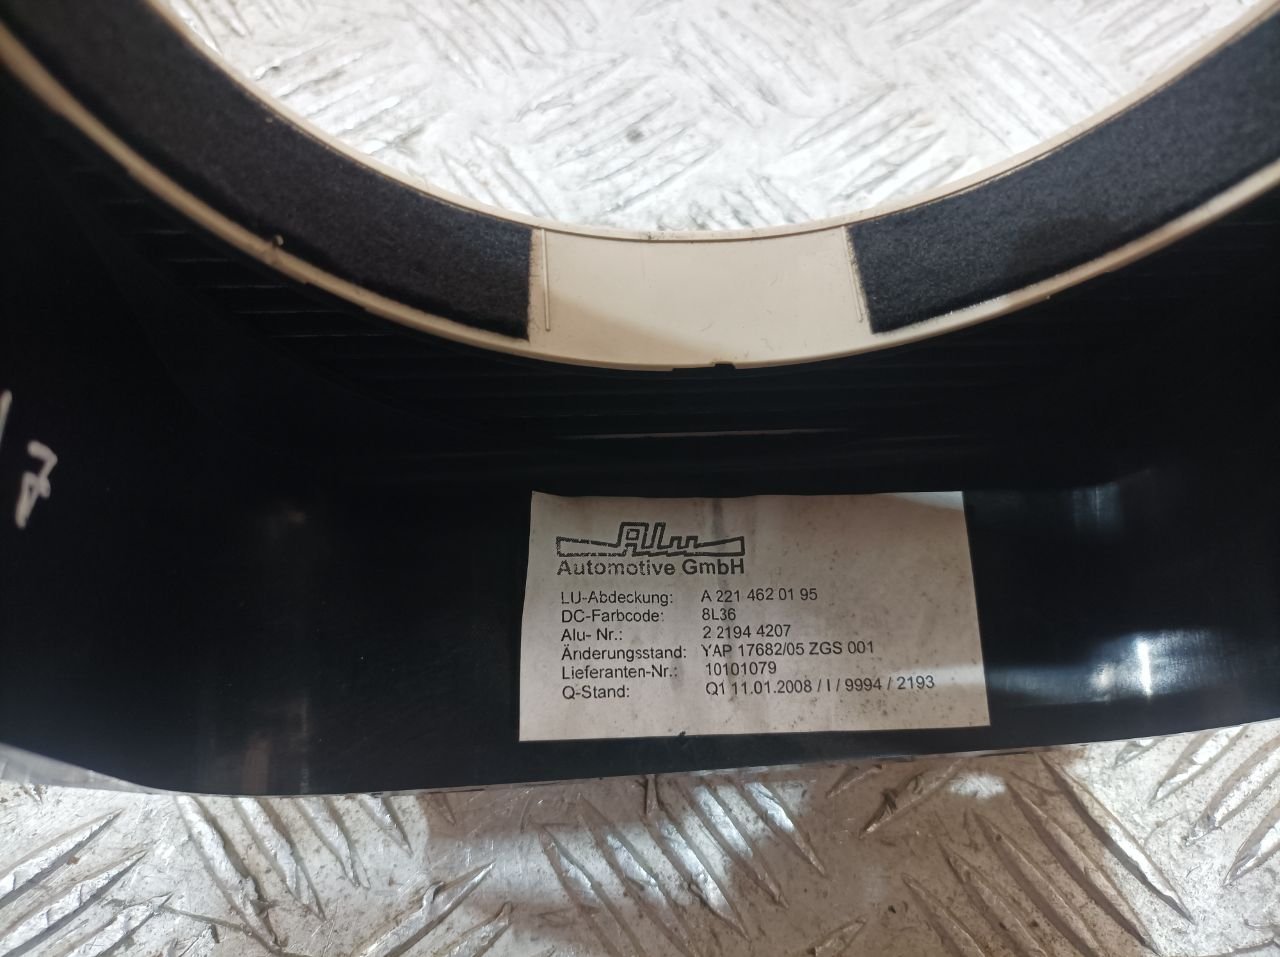 Alu
Automotive GmbH
LU-Abdeckung: A 221 462 01 95
DC-Farbcode: 8L36
Alu- Nr.: 2 2194 4207
Änderungsstand: YAP 17682/05 ZGS 001
Lieferanten-Nr.: 10101079
Q-Stand: Q1 11.01.2008 / I / 9994 / 2193